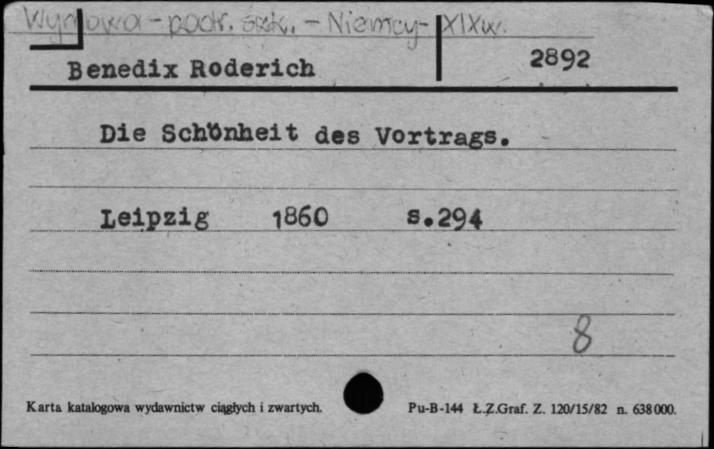 Wymowa - podr. szk. - Niemcy - XIXw.
Benedix Roderich 2892
Die Schönheit des Vortrags.
Leipzig 1860 s.294
8
Karta katalogowa wydawnictw ciągłych i zwartych. Pu-B-144 Ł.Z.Graf. Z. 120/15/82 n. 638000.